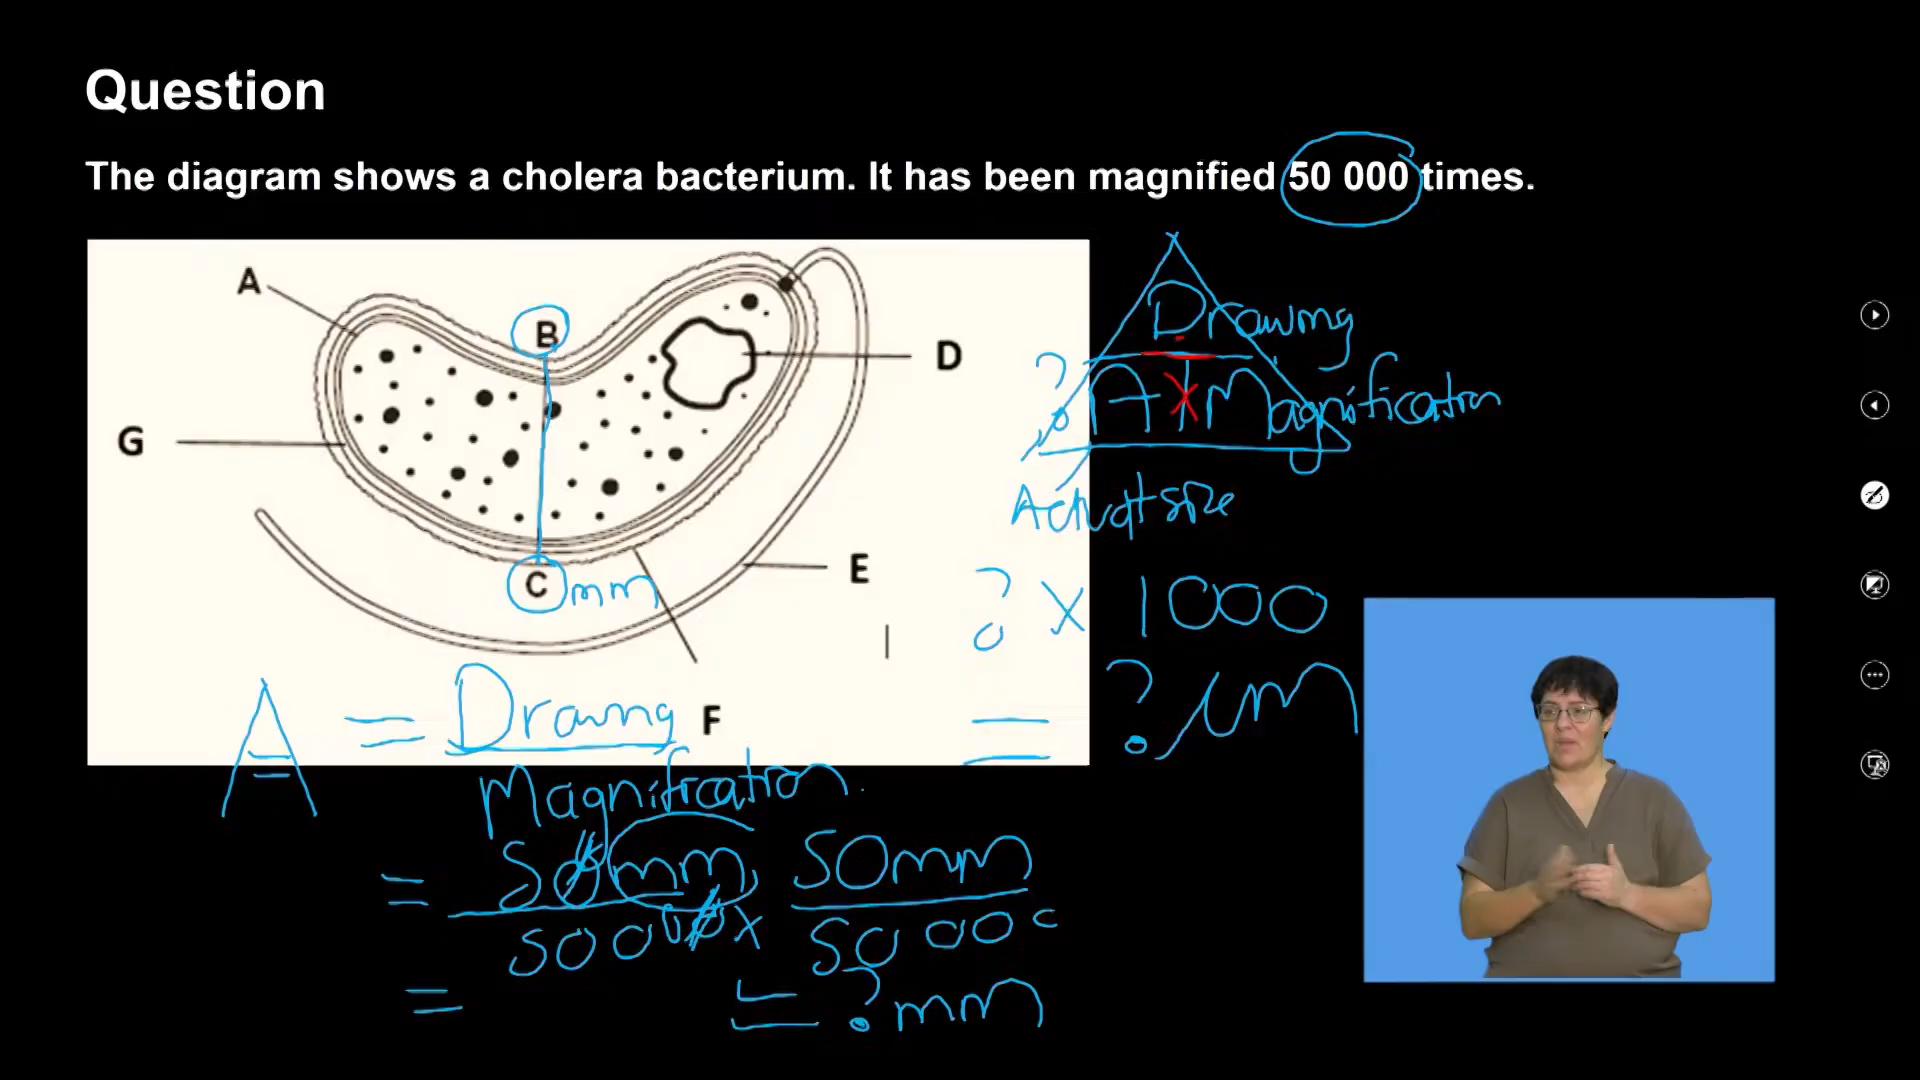 Question
The diagram shows a cholera bacterium. It has been magnified 50 000 times.
A
B
D
G
E
C mm
F
Drawing
? A X Magnification
Actual size
? X 1000
= ? µm
A = Drawing
Magnification
= 50mm 50mm
50000x 50000
= = ?mm